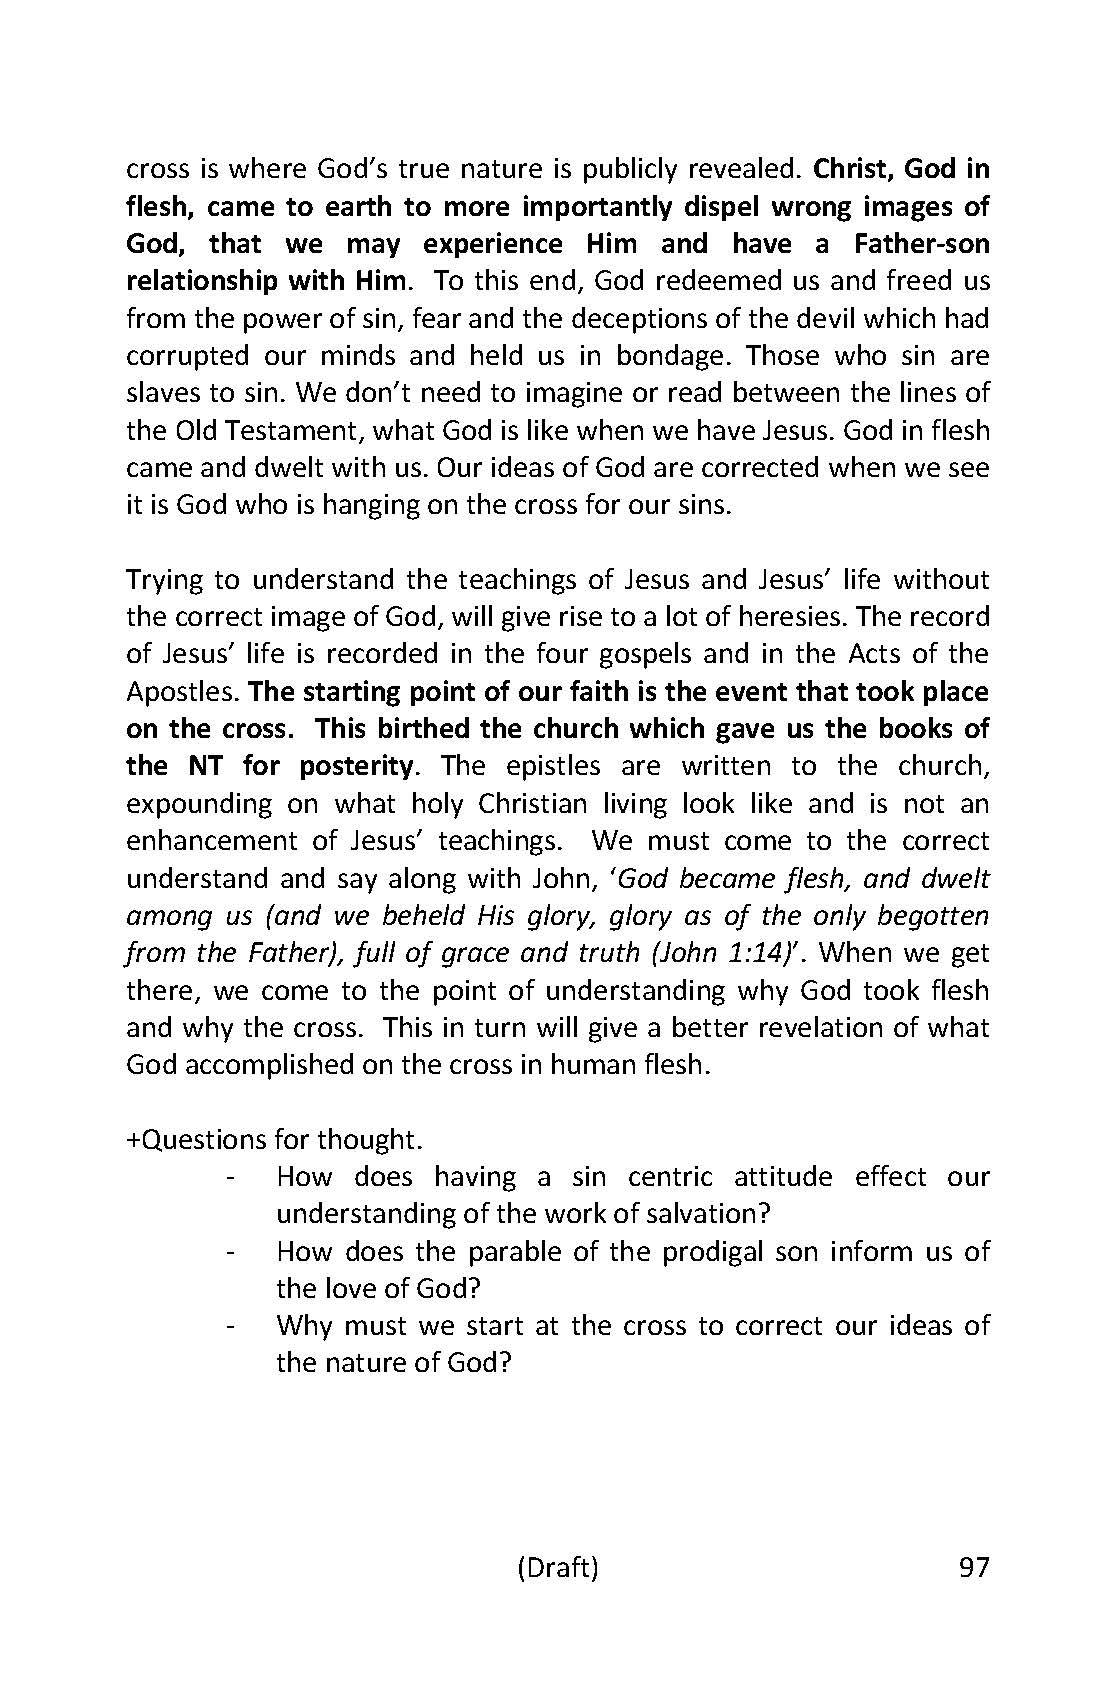 cross is where God’s true nature is publicly revealed. Christ, God in
flesh, came to earth to more importantly dispel wrong images of
God, that we may experience Him and have a Father-son
relationship with Him. To this end, God redeemed us and freed us
from the power of sin, fear and the deceptions of the devil which had
corrupted our minds and held us in bondage. Those who sin are
slaves to sin. We don’t need to imagine or read between the lines of
the Old Testament, what God is like when we have Jesus. God in flesh
came and dwelt with us. Our ideas of God are corrected when we see
it is God who is hanging on the cross for our sins.
Trying to understand the teachings of Jesus and Jesus’ life without
the correct image of God, will give rise to a lot of heresies. The record
of Jesus’ life is recorded in the four gospels and in the Acts of the
Apostles. The starting point of our faith is the event that took place
on the cross. This birthed the church which gave us the books of
the NT for posterity. The epistles are written to the church,
expounding on what holy Christian living look like and is not an
enhancement of Jesus’ teachings. We must come to the correct
understand and say along with John, ‘God became flesh, and dwelt
among us (and we beheld His glory, glory as of the only begotten
from the Father), full of grace and truth (John 1:14)’. When we get
there, we come to the point of understanding why God took flesh
and why the cross. This in turn will give a better revelation of what
God accomplished on the cross in human flesh.
+Questions for thought.
- How does having a sin centric attitude effect our
understanding of the work of salvation?
- How does the parable of the prodigal son inform us of
the love of God?
- Why must we start at the cross to correct our ideas of
the nature of God?
(Draft) 97